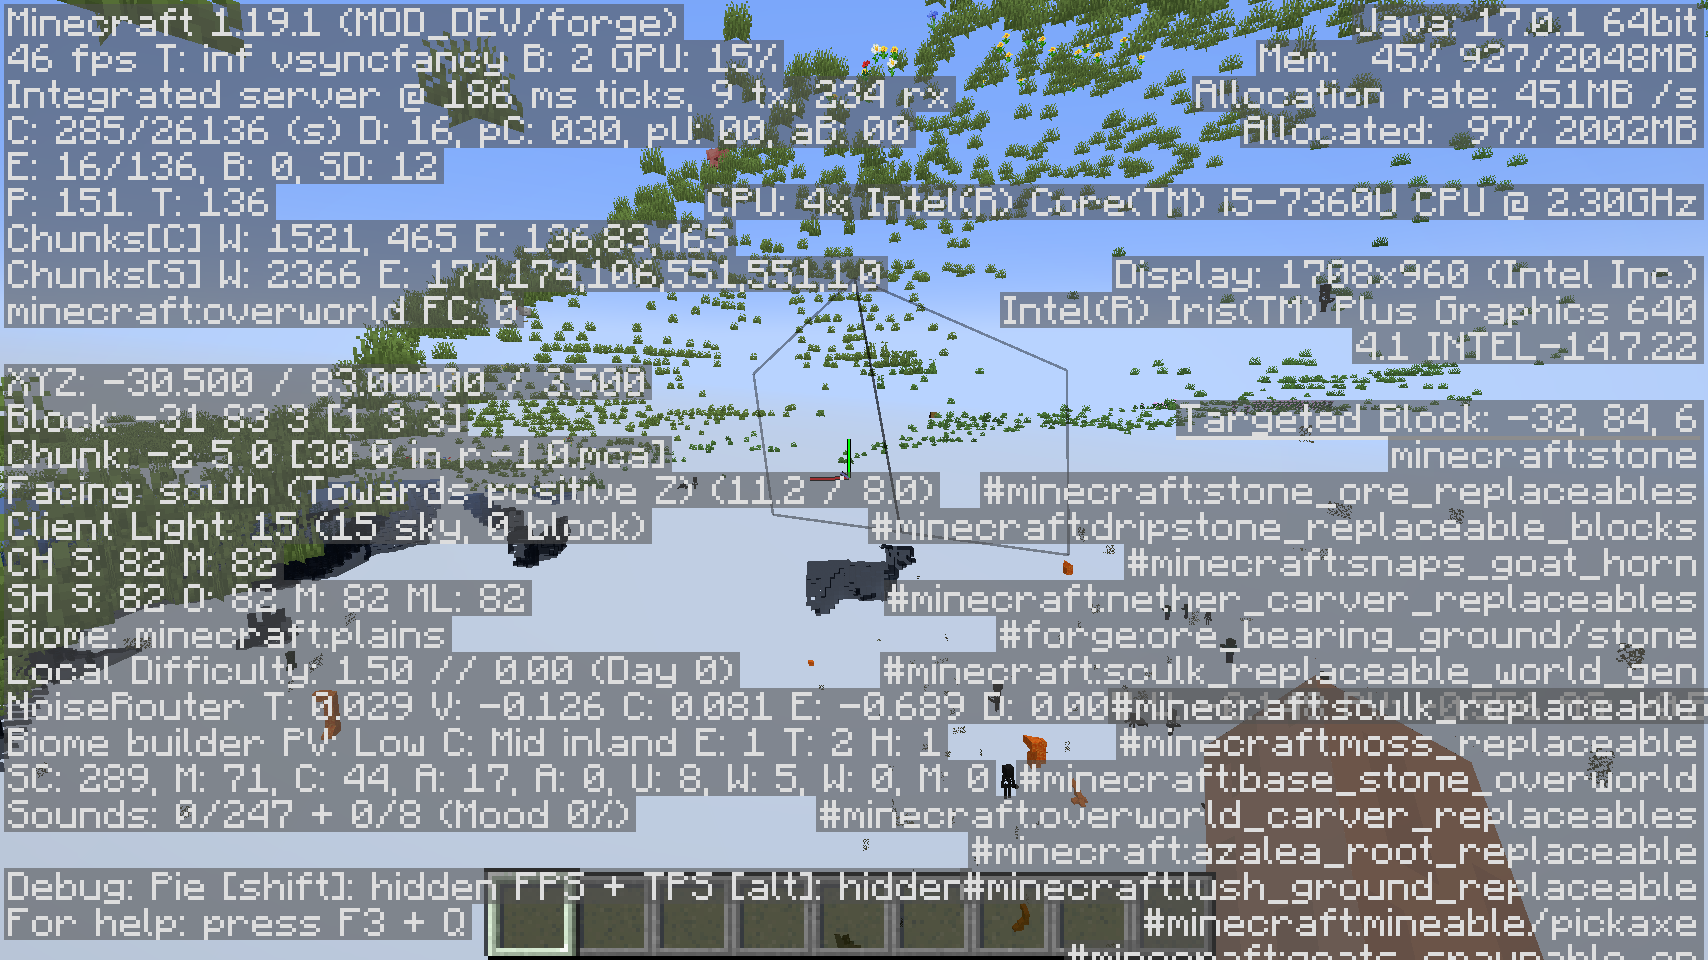 Minecraft 1.19.1 (MOD_DEV/forge)
46 fps T: inf vsyncfancy B: 2 GPU: 15%
Integrated server @ 186 ms ticks, 9 tx, 334 rx
C: 285/26136 (s) D: 16, pC: 030, pU: 00, aB: 00
E: 16/136, B: 0, SD: 12
P: 151. T: 136
Chunks[C] W: 1521, 465 E: 136,83,465
Chunks[S] W: 2366 E: 174,174,106,551,551,1,0
minecraft:overworld FC: 0
XYZ: -30.500 / 83.00000 / 3.500
Block: -31 83 3 [1 3 3]
Chunk: -2 5 0 [30 0 in r.-1.0.mca]
Facing: south (Towards positive Z) (11.2 / 8.0)
Client Light: 15 (15 sky, 0 block)
CH S: 82 M: 82
SH S: 82 O: 82 M: 82 ML: 82
Biome: minecraft:plains
Local Difficulty: 1.50 // 0.00 (Day 0)
NoiseRouter T: 0.029 V: -0.126 C: 0.081 E: -0.689 D: 0.00
Biome builder PV: Low C: Mid inland E: 1 T: 2 H: 1
SC: 289, M: 71, C: 44, A: 17, A: 0, U: 8, W: 5, W: 0, M: 0
Sounds: 0/247 + 0/8 (Mood 0%)
Debug: Pie [shift]: hidden FPS + TPS [alt]: hidden
For help: press F3 + Q
Java: 17.0.1 64bit
Mem: 45% 927/2048MB
Allocation rate: 451MB /s
Allocated: 97% 2002MB
CPU: 4x Intel(R) Core(TM) i5-7360U CPU @ 2.30GHz
Display: 1708x960 (Intel Inc.)
Intel(R) Iris(TM) Plus Graphics 640
4.1 INTEL-14.7.22
Targeted Block: -32, 84, 6
minecraft:stone
#minecraft:stone_ore_replaceables
#minecraft:dripstone_replaceable_blocks
#minecraft:snaps_goat_horn
#minecraft:nether_carver_replaceables
#forge:ore_bearing_ground/stone
#minecraft:sculk_replaceable_world_gen
#minecraft:sculk_replaceable
#minecraft:moss_replaceable
#minecraft:base_stone_overworld
#minecraft:overworld_carver_replaceables
#minecraft:azalea_root_replaceable
#minecraft:lush_ground_replaceable
#minecraft:mineable/pickaxe